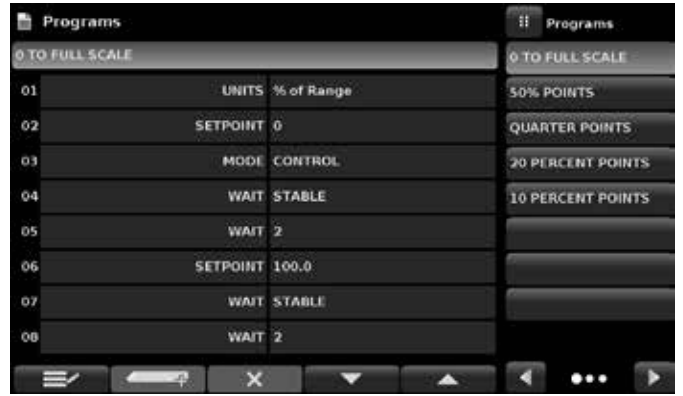 Programs
0 TO FULL SCALE
01 UNITS % of Range
02 SETPOINT 0
03 MODE CONTROL
04 WAIT STABLE
05 WAIT 2
06 SETPOINT 100.0
07 WAIT STABLE
08 WAIT 2
Programs
0 TO FULL SCALE
50% POINTS
QUARTER POINTS
20 PERCENT POINTS
10 PERCENT POINTS